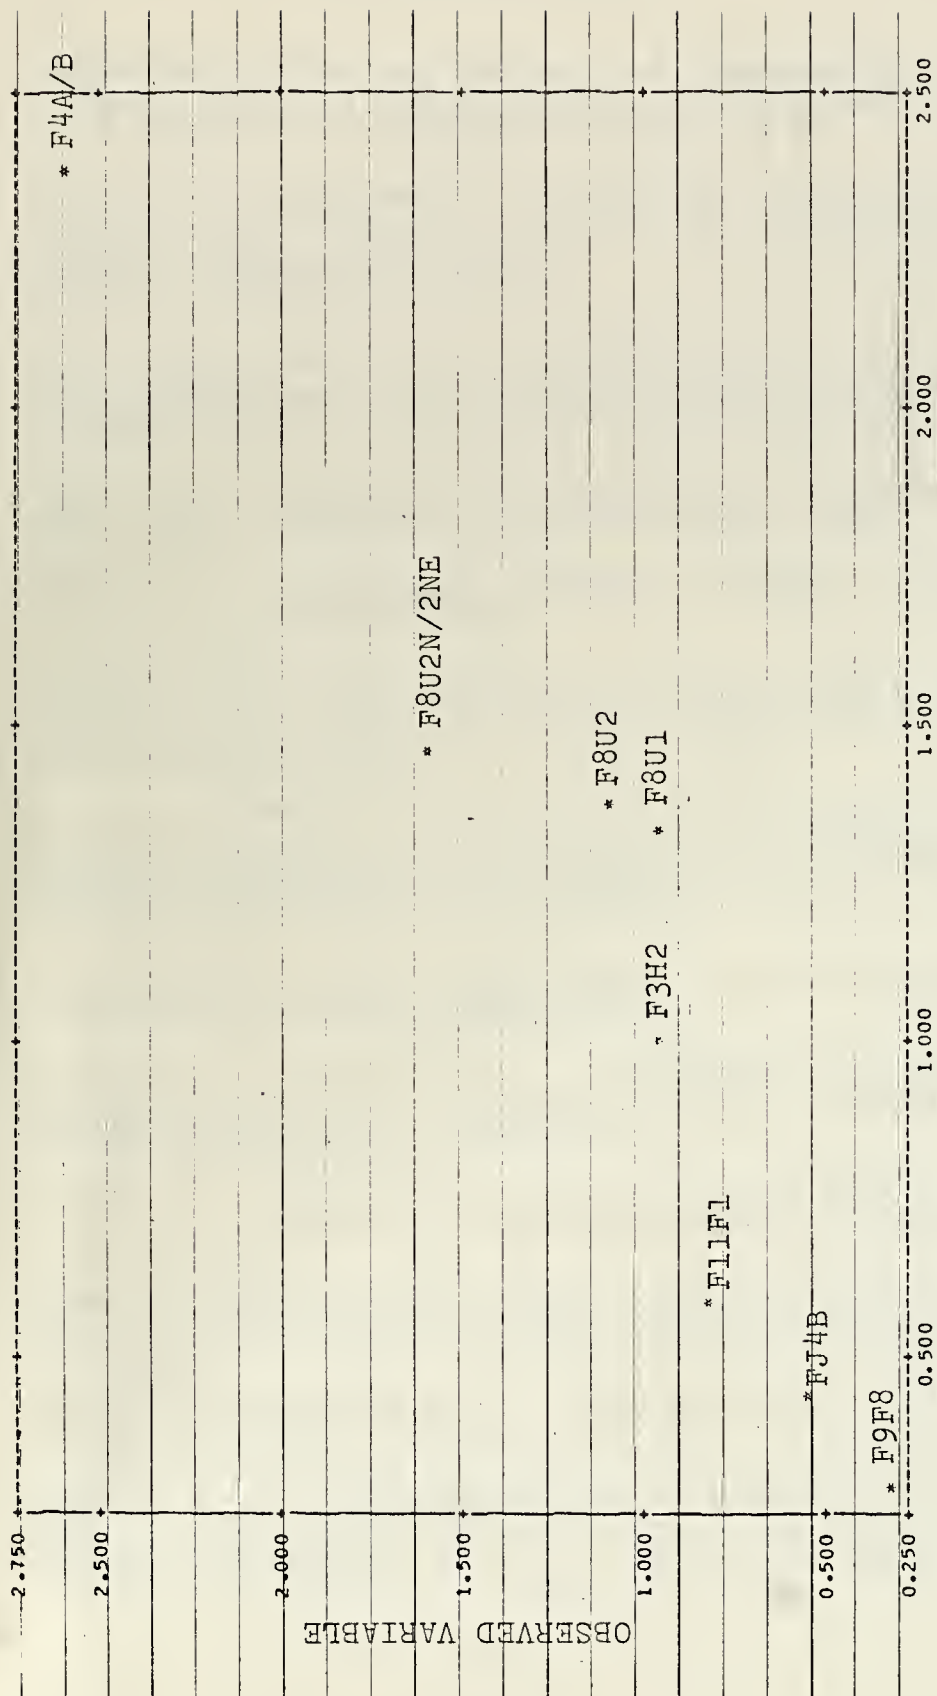 2.750
* F4A/B
2.500
2.000
* F8U2N/2NE
1.500
* F8U2
* F8U1
* F3H2
1.000
*F11F1
*FJ4B
0.500
* F9F8
0.250
0.500
1.000
1.500
2.000
2.500
OBSERVED VARIABLE